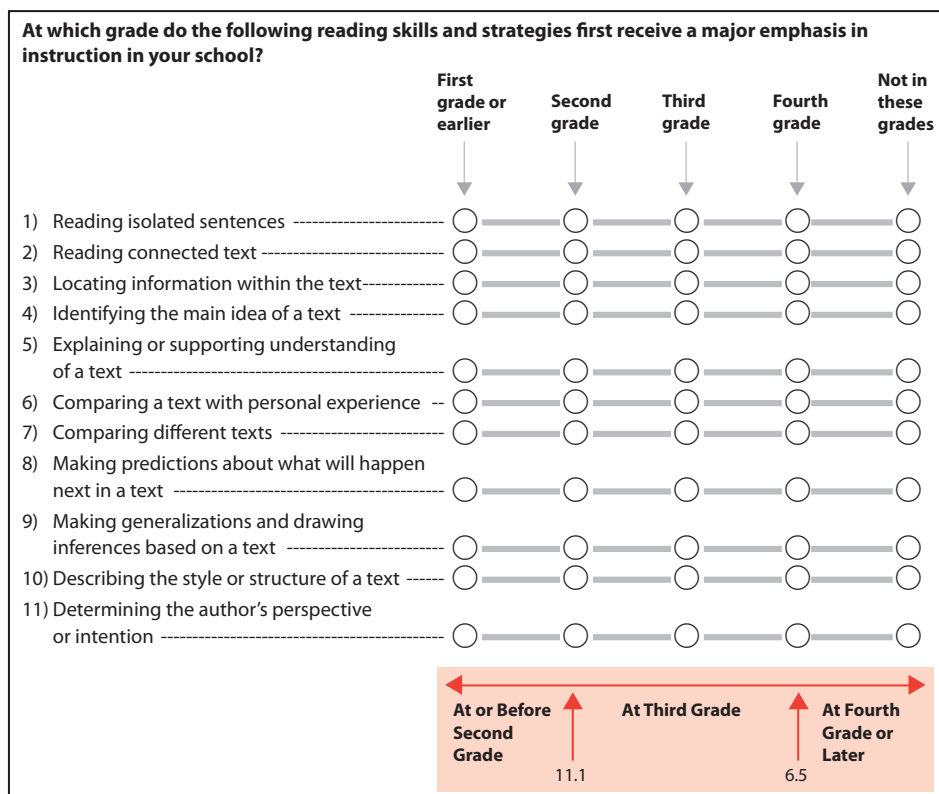 At which grade do the following reading skills and strategies first receive a major emphasis in
instruction in your school?
First
grade or
earlier
Second
grade
Third
grade
Fourth
grade
Not in
these
grades
1) Reading isolated sentences
2) Reading connected text
3) Locating information within the text
4) Identifying the main idea of a text
5) Explaining or supporting understanding
of a text
6) Comparing a text with personal experience
7) Comparing different texts
8) Making predictions about what will happen
next in a text
9) Making generalizations and drawing
inferences based on a text
10) Describing the style or structure of a text
11) Determining the author's perspective
or intention
At or Before
Second
Grade
At Third Grade
At Fourth
Grade or
Later
11.1
6.5